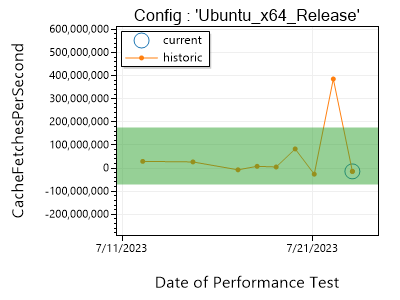 Config : 'Ubuntu_x64_Release'
current
historic
CacheFetchesPerSecond
600,000,000
500,000,000
400,000,000
300,000,000
200,000,000
100,000,000
0
-100,000,000
-200,000,000
7/11/2023
7/21/2023
Date of Performance Test